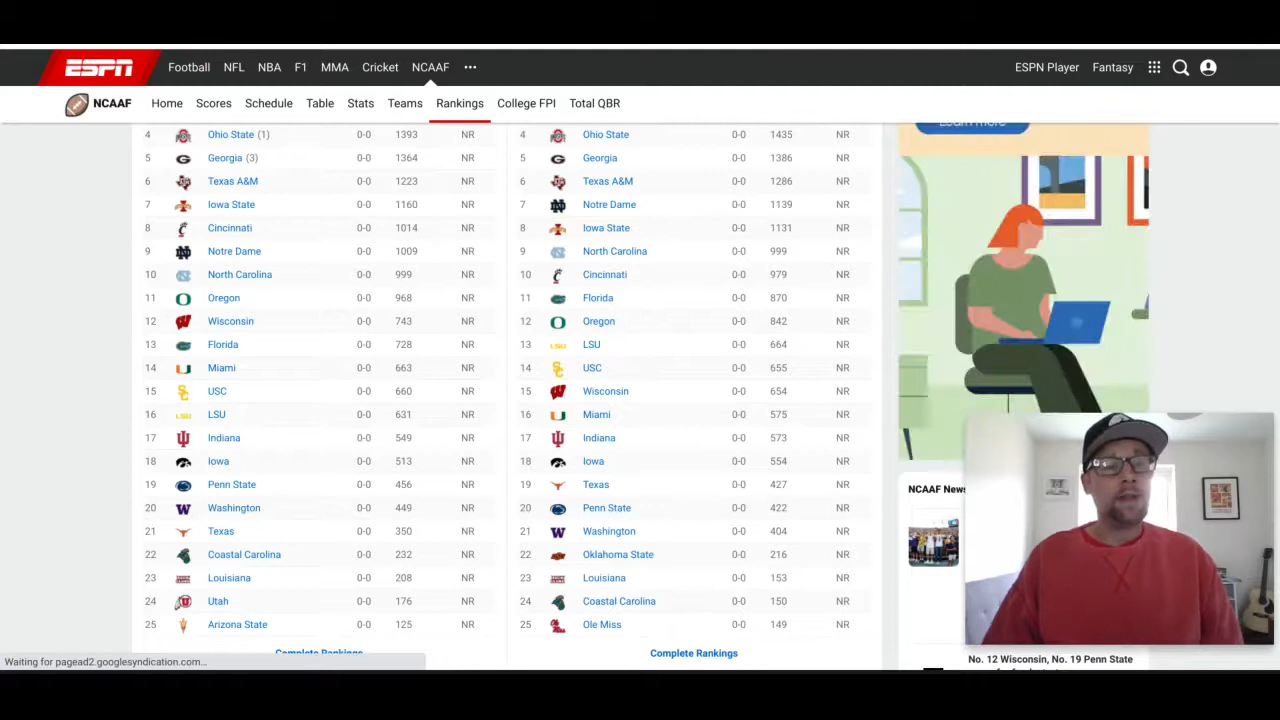 ESPN Football NFL NBA F1 MMA Cricket NCAAF ••• ESPN Player Fantasy
NCAAF Home Scores Schedule Table Stats Teams Rankings College FPI Total QBR
4 Ohio State (1) 0-0 1393 NR 4 Ohio State 0-0 1435 NR
5 Georgia (3) 0-0 1364 NR 5 Georgia 0-0 1386 NR
6 Texas A&M 0-0 1223 NR 6 Texas A&M 0-0 1286 NR
7 Iowa State 0-0 1160 NR 7 Notre Dame 0-0 1139 NR
8 Cincinnati 0-0 1014 NR 8 Iowa State 0-0 1131 NR
9 Notre Dame 0-0 1009 NR 9 North Carolina 0-0 999 NR
10 North Carolina 0-0 999 NR 10 Cincinnati 0-0 979 NR
11 Oregon 0-0 968 NR 11 Florida 0-0 870 NR
12 Wisconsin 0-0 743 NR 12 Oregon 0-0 842 NR
13 Florida 0-0 728 NR 13 LSU 0-0 664 NR
14 Miami 0-0 663 NR 14 USC 0-0 655 NR
15 USC 0-0 660 NR 15 Wisconsin 0-0 654 NR
16 LSU 0-0 631 NR 16 Miami 0-0 575 NR
17 Indiana 0-0 549 NR 17 Indiana 0-0 573 NR
18 Iowa 0-0 513 NR 18 Iowa 0-0 554 NR
19 Penn State 0-0 456 NR 19 Texas 0-0 427 NR
20 Washington 0-0 449 NR 20 Penn State 0-0 422 NR
21 Texas 0-0 350 NR 21 Washington 0-0 404 NR
22 Coastal Carolina 0-0 232 NR 22 Oklahoma State 0-0 216 NR
23 Louisiana 0-0 208 NR 23 Louisiana 0-0 153 NR
24 Utah 0-0 176 NR 24 Coastal Carolina 0-0 150 NR
25 Arizona State 0-0 125 NR 25 Ole Miss 0-0 149 NR
Complete Rankings Complete Rankings
Waiting for pagead2.googlesyndication.com...
Learn more
NCAAF News
No. 12 Wisconsin, No. 19 Penn State